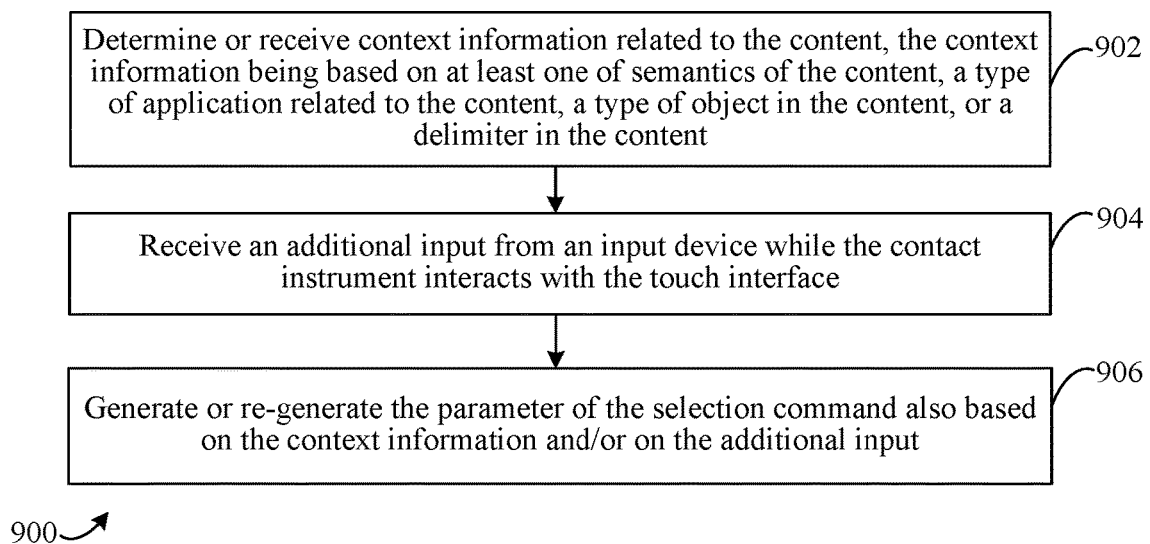 Determine or receive context information related to the content, the context
information being based on at least one of semantics of the content, a type
of application related to the content, a type of object in the content, or a
delimiter in the content
902
Receive an additional input from an input device while the contact
instrument interacts with the touch interface
904
Generate or re-generate the parameter of the selection command also based
on the context information and/or on the additional input
906
900